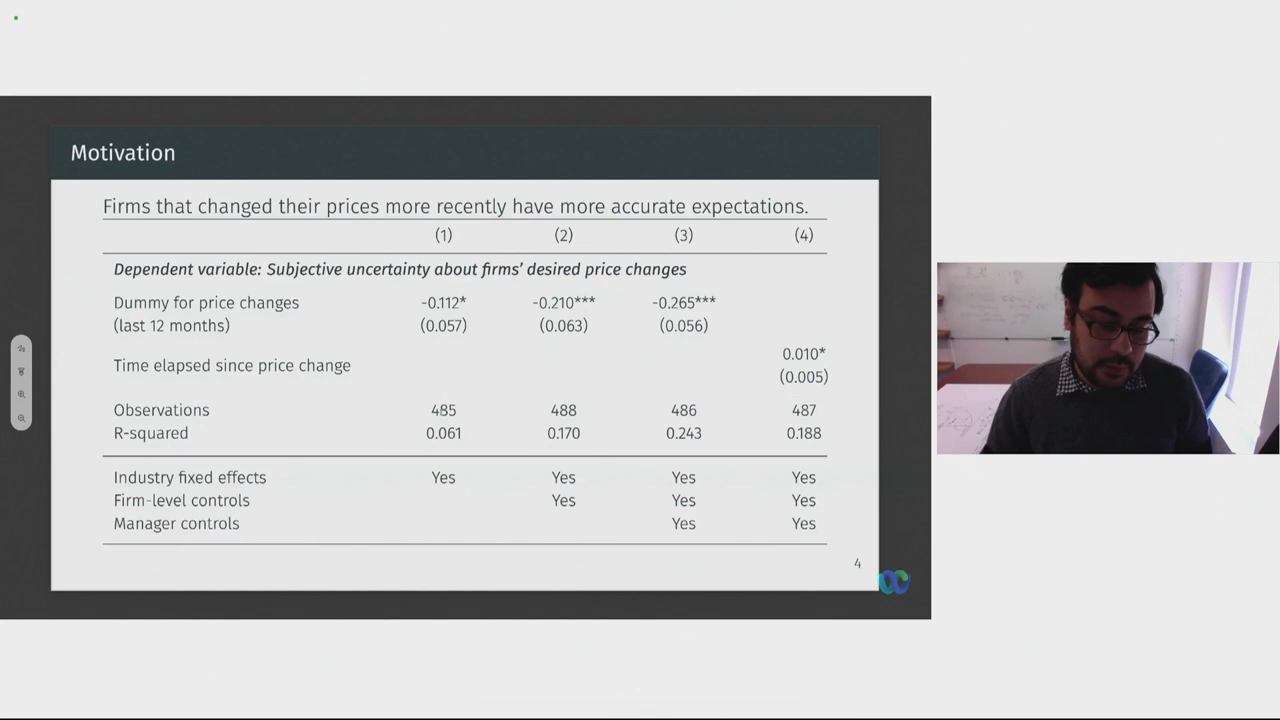 Motivation
Firms that changed their prices more recently have more accurate expectations.
(1) (2) (3) (4)
Dependent variable: Subjective uncertainty about firms' desired price changes
Dummy for price changes -0.112* -0.210*** -0.265***
(last 12 months) (0.057) (0.063) (0.056)
0.010*
Time elapsed since price change
(0.005)
Observations 485 488 486 487
R-squared 0.061 0.170 0.243 0.188
Industry fixed effects Yes Yes Yes Yes
Firm-level controls Yes Yes Yes
Manager controls Yes Yes
4